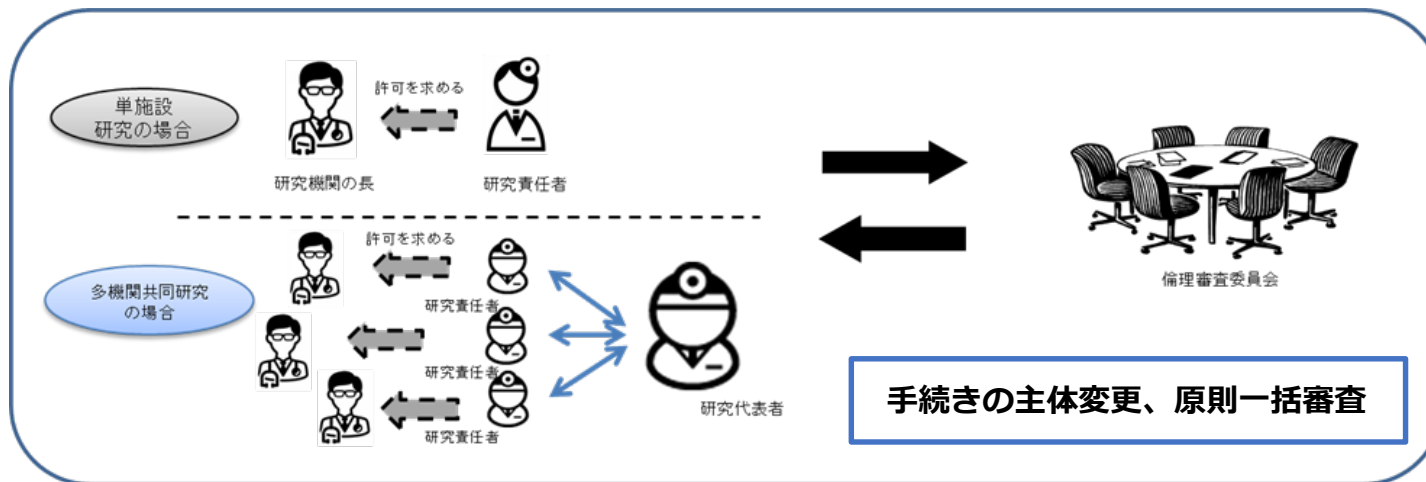 単施設
研究の場合
許可を求める
研究機関の長
研究責任者
多機関共同研究
の場合
許可を求める
研究責任者
研究責任者
研究責任者
研究代表者
倫理審査委員会
手続きの主体変更、原則一括審査